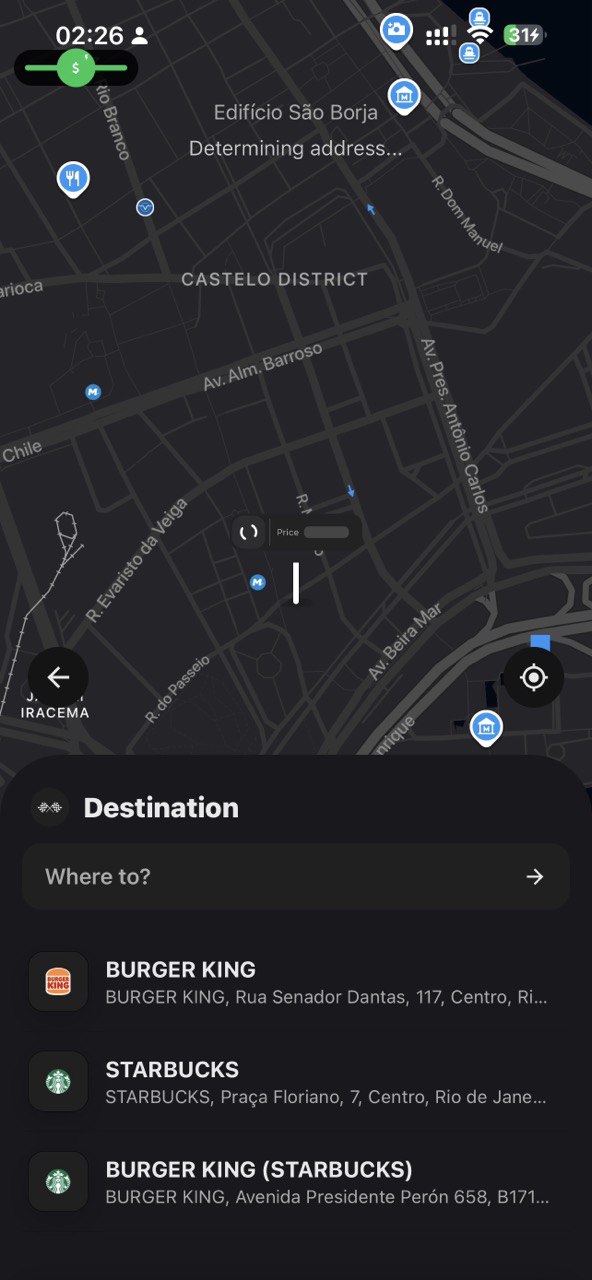 02:26
31
$
Edifício São Borja
Determining address...
Rio Branco
R. Dom Manuel
CASTELO DISTRICT
arioca
Av. Alm. Barroso
Av. Pres. Antônio Carlos
M
Chile
R. Evaristo da Veiga
Price
M
Av. Beira Mar
R. do Passeio
IRACEMA
nrique
Destination
Where to?
BURGER KING
BURGER KING
BURGER KING, Rua Senador Dantas, 117, Centro, Ri...
STARBUCKS
STARBUCKS, Praça Floriano, 7, Centro, Rio de Jane...
BURGER KING (STARBUCKS)
BURGER KING, Avenida Presidente Perón 658, B171...